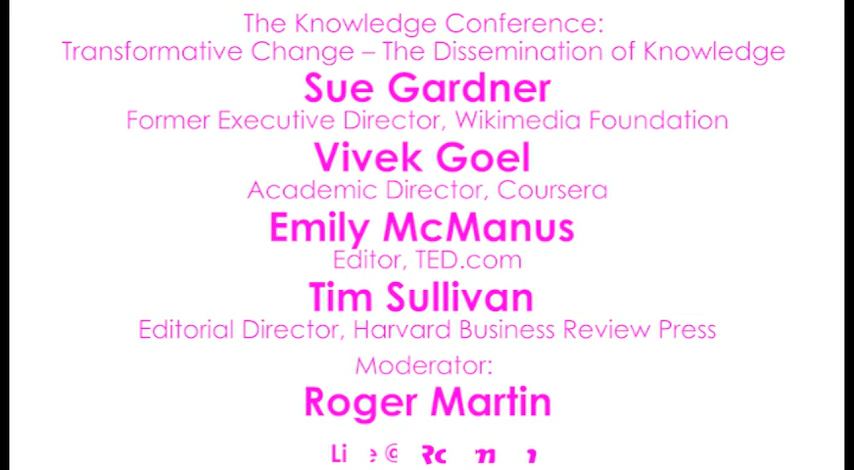 The Knowledge Conference:
Transformative Change – The Dissemination of Knowledge
Sue Gardner
Former Executive Director, Wikimedia Foundation
Vivek Goel
Academic Director, Coursera
Emily McManus
Editor, TED.com
Tim Sullivan
Editorial Director, Harvard Business Review Press
Moderator:
Roger Martin